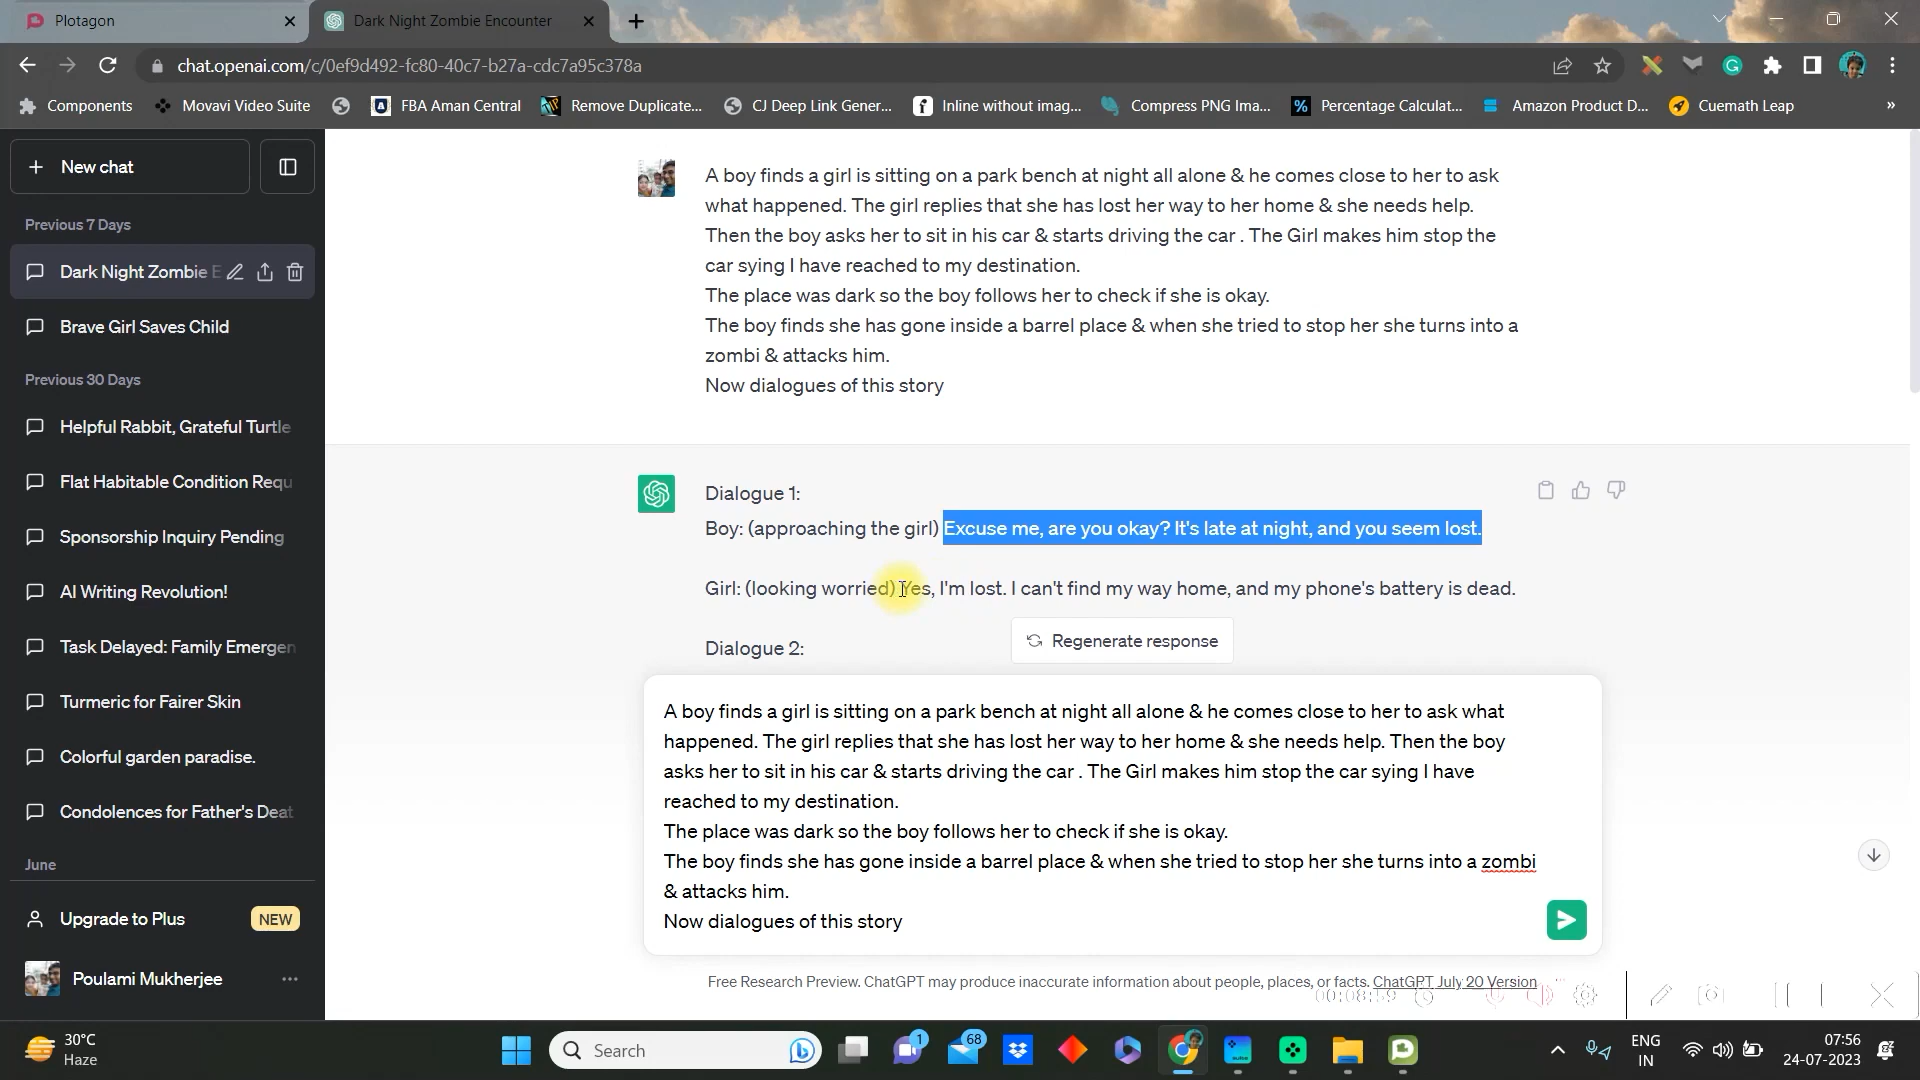 Plotagon
Dark Night Zombie Encounter
chat.openai.com/c/0ef9d492-fc80-40c7-b27a-cdc7a95c378a
Components
Movavi Video Suite
FBA Aman Central
Remove Duplicate...
CJ Deep Link Gener...
Inline without imag...
Compress PNG Ima...
Percentage Calculat...
Amazon Product D...
Cuemath Leap
New chat
Previous 7 Days
Dark Night Zombie E
Brave Girl Saves Child
Previous 30 Days
Helpful Rabbit, Grateful Turtle
Flat Habitable Condition Requ
Sponsorship Inquiry Pending
AI Writing Revolution!
Task Delayed: Family Emergen
Turmeric for Fairer Skin
Colorful garden paradise.
Condolences for Father's Deat
June
Upgrade to Plus
NEW
Poulami Mukherjee
A boy finds a girl is sitting on a park bench at night all alone & he comes close to her to ask
what happened. The girl replies that she has lost her way to her home & she needs help.
Then the boy asks her to sit in his car & starts driving the car . The Girl makes him stop the
car sying I have reached to my destination.
The place was dark so the boy follows her to check if she is okay.
The boy finds she has gone inside a barrel place & when she tried to stop her she turns into a
zombi & attacks him.
Now dialogues of this story
Dialogue 1:
Boy: (approaching the girl) Excuse me, are you okay? It's late at night, and you seem lost.
Girl: (looking worried) Yes, I'm lost. I can't find my way home, and my phone's battery is dead.
Dialogue 2:
Regenerate response
A boy finds a girl is sitting on a park bench at night all alone & he comes close to her to ask what
happened. The girl replies that she has lost her way to her home & she needs help. Then the boy
asks her to sit in his car & starts driving the car . The Girl makes him stop the car sying I have
reached to my destination.
The place was dark so the boy follows her to check if she is okay.
The boy finds she has gone inside a barrel place & when she tried to stop her she turns into a zombi
& attacks him.
Now dialogues of this story
Free Research Preview. ChatGPT may produce inaccurate information about people, places, or facts. ChatGPT July 20 Version
00:08:59
30°C
Haze
Search
1
68
ENG
IN
07:56
24-07-2023